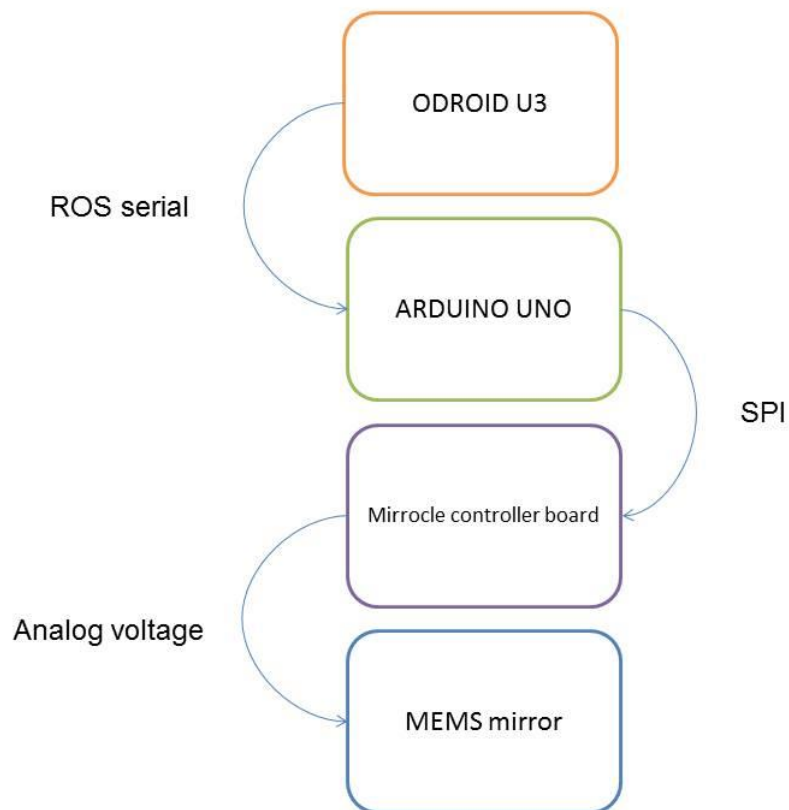 ODROID U3
ROS serial
ARDUINO UNO
SPI
Mirrocle controller board
Analog voltage
MEMS mirror